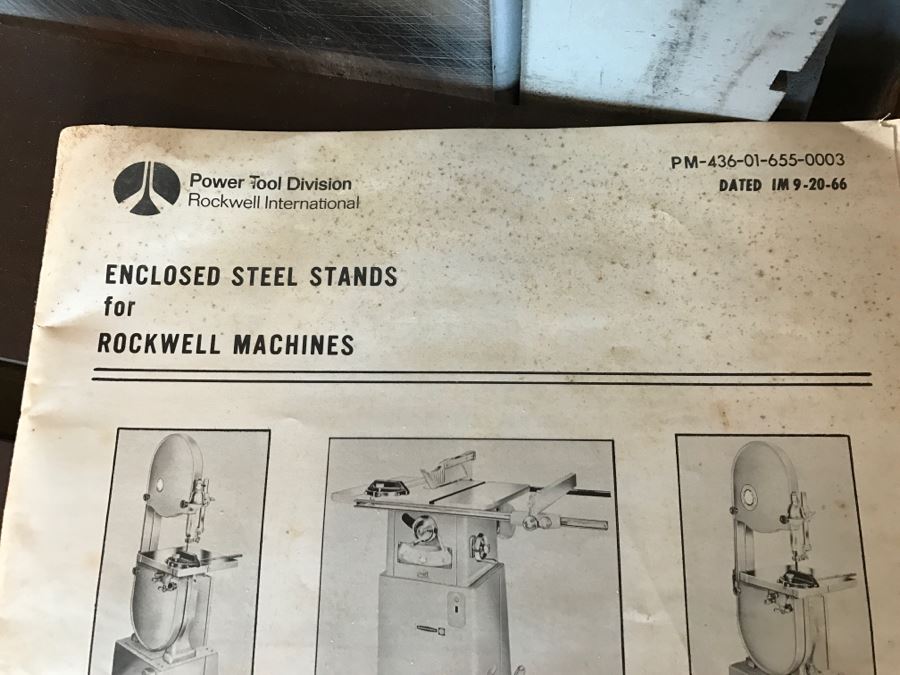 Power Tool Division
Rockwell International
PM-436-01-655-0003
DATED IM 9-20-66
ENCLOSED STEEL STANDS
for
ROCKWELL MACHINES